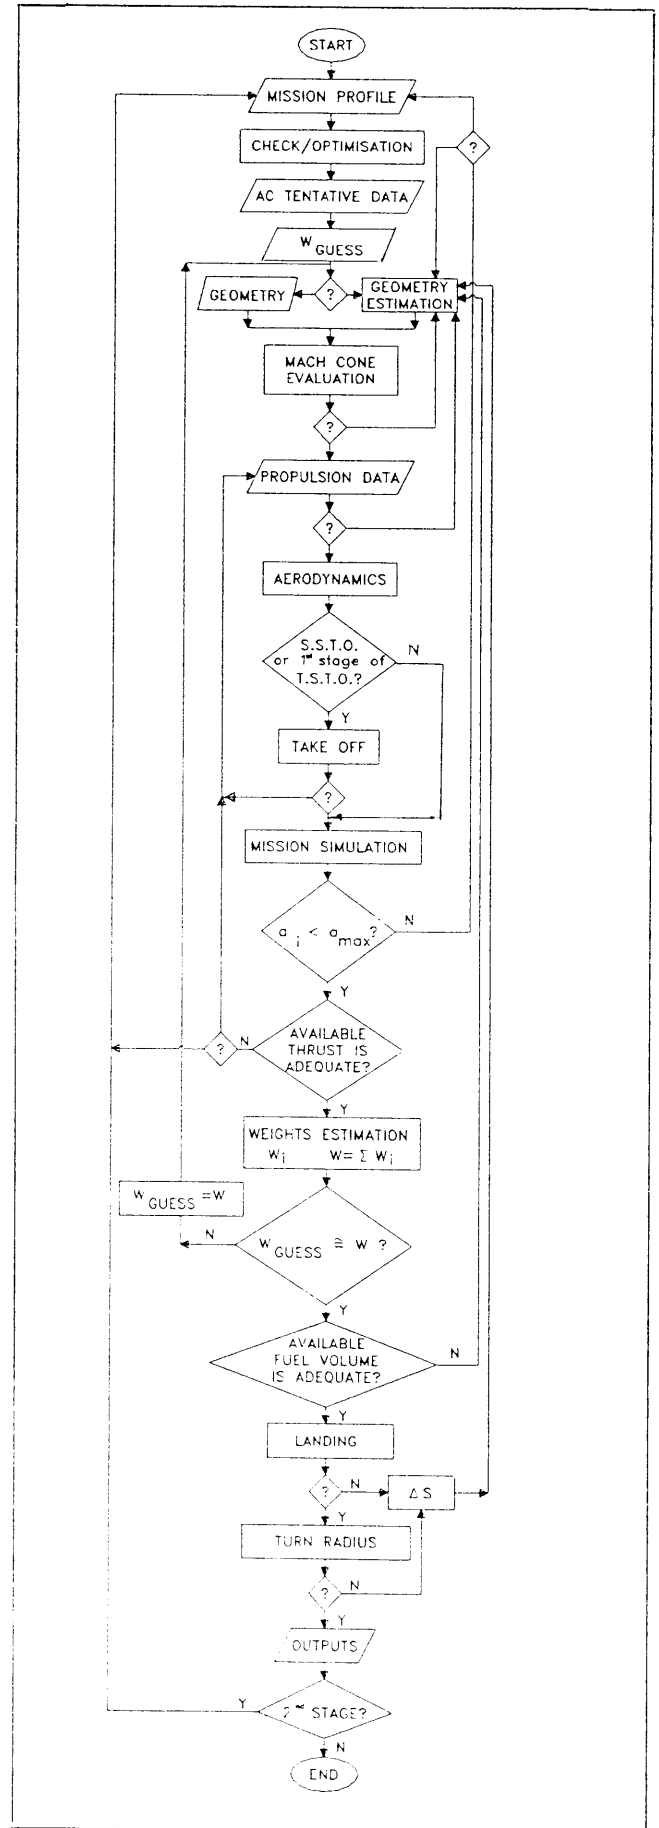 START
MISSION PROFILE
CHECK/OPTIMISATION
?
AC TENTATIVE DATA
W GUESS
GEOMETRY
?
GEOMETRY
ESTIMATION
MACH CONE
EVALUATION
?
PROPULSION DATA
?
AERODYNAMICS
S.S.T.O.
or 1st stage of
T.S.T.O.?
N
Y
TAKE OFF
?
MISSION SIMULATION
a i < a max?
N
Y
AVAILABLE
THRUST IS
ADEQUATE?
N
?
Y
WEIGHTS ESTIMATION
Wi W= Σ Wi
W GUESS =W
N
W GUESS ≅ W ?
Y
AVAILABLE
FUEL VOLUME
IS ADEQUATE?
N
Y
LANDING
?
N
ΔS
Y
TURN RADIUS
?
N
Y
OUTPUTS
Y
2nd STAGE?
N
END